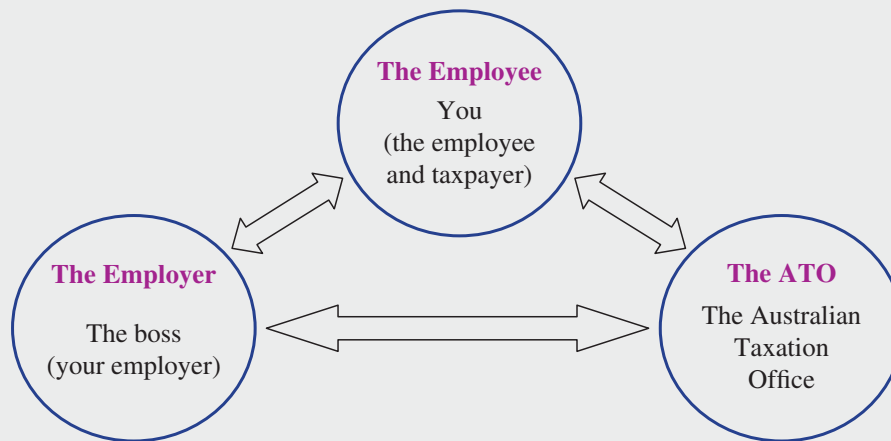 The Employee
You
(the employee
and taxpayer)
The Employer
The boss
(your employer)
The ATO
The Australian
Taxation
Office